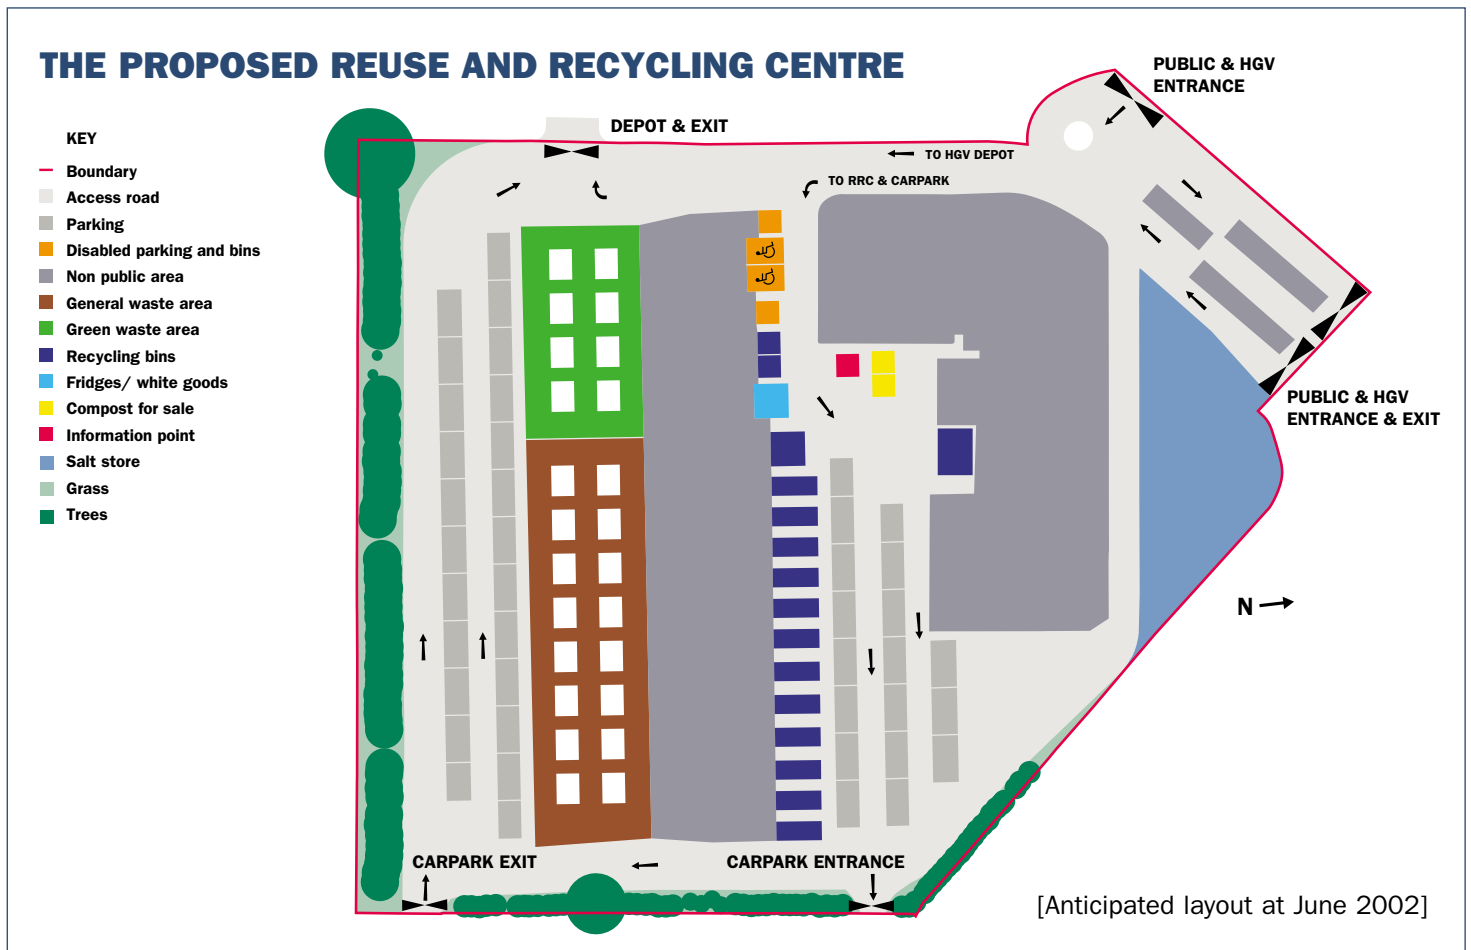 THE PROPOSED REUSE AND RECYCLING CENTRE
KEY
Boundary
Access road
Parking
Disabled parking and bins
Non public area
General waste area
Green waste area
Recycling bins
Fridges/ white goods
Compost for sale
Information point
Salt store
Grass
Trees
PUBLIC & HGV
ENTRANCE
DEPOT & EXIT
TO HGV DEPOT
TO RRC & CARPARK
PUBLIC & HGV
ENTRANCE & EXIT
N
CARPARK EXIT
CARPARK ENTRANCE
[Anticipated layout at June 2002]